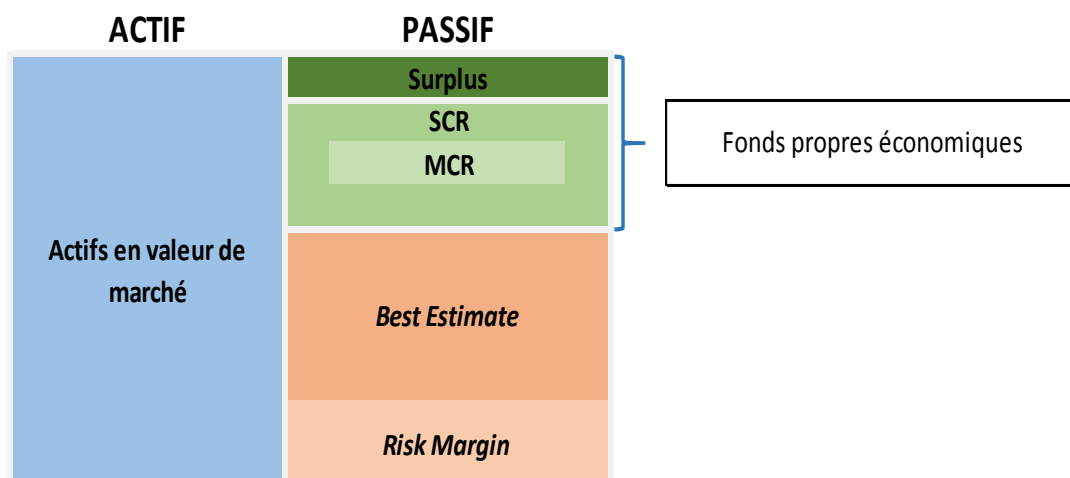 ACTIF
PASSIF
Surplus
SCR
MCR
Fonds propres économiques
Actifs en valeur de
marché
Best Estimate
Risk Margin